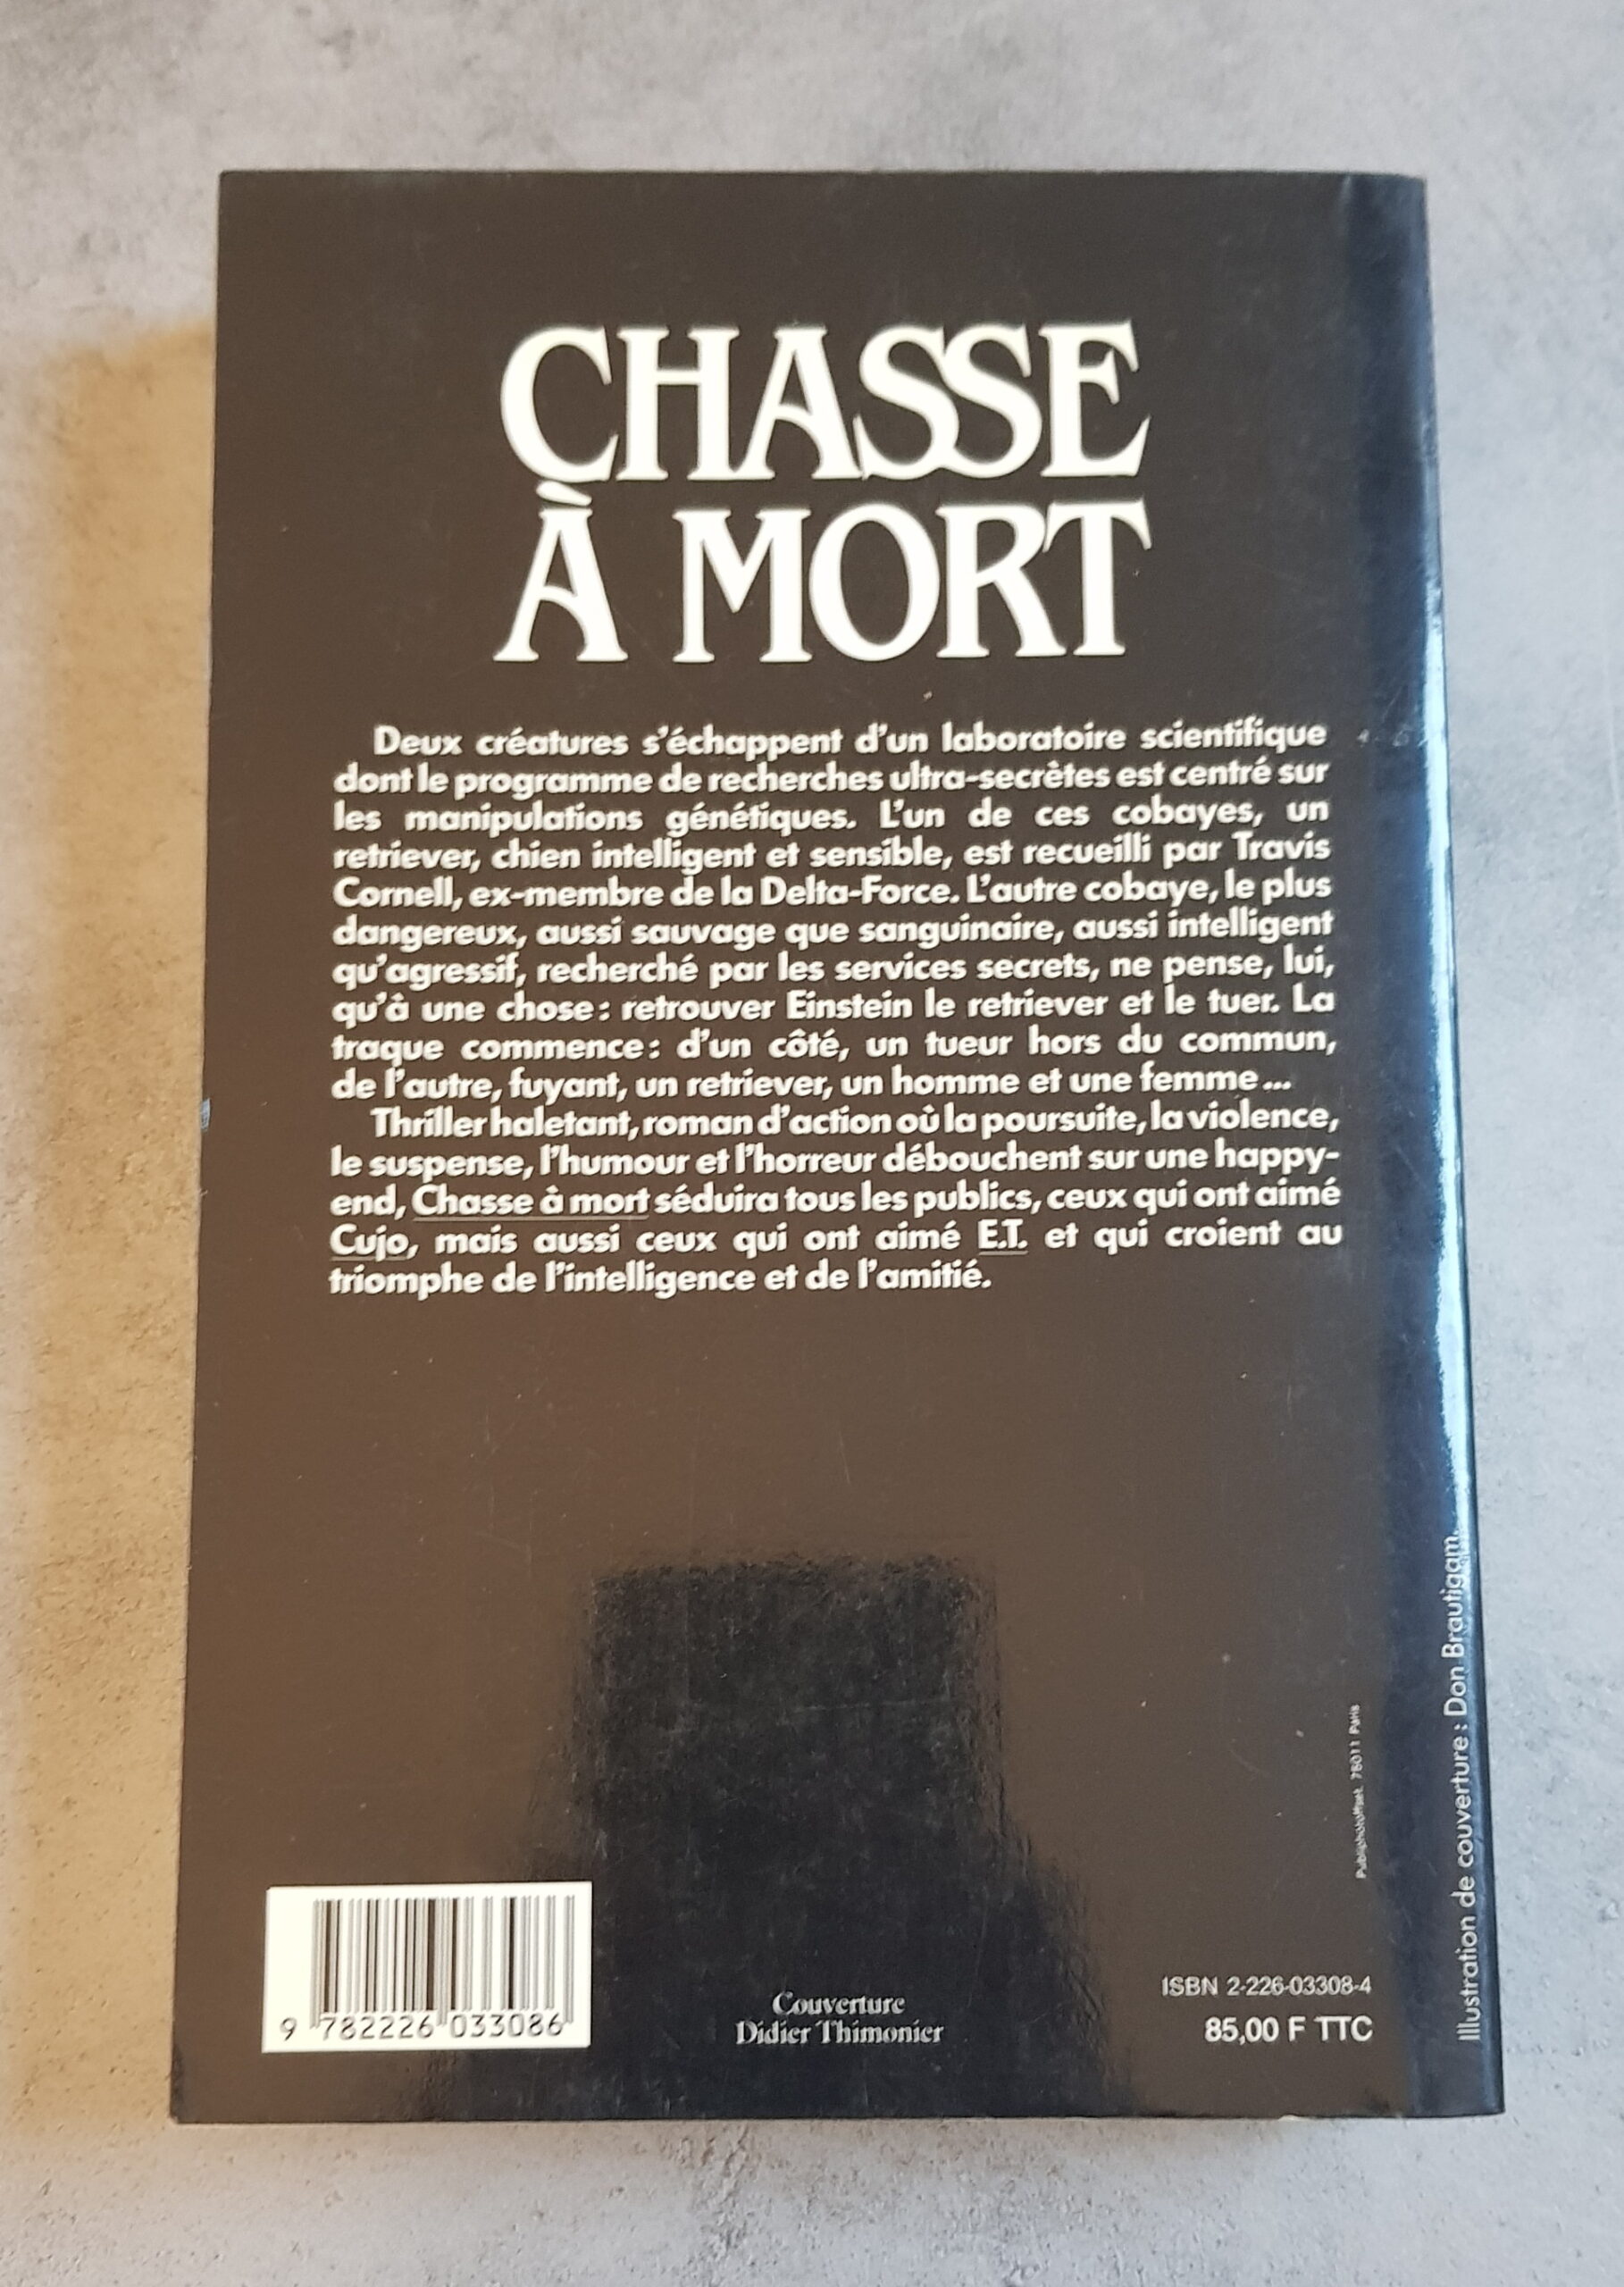 CHASSE
À MORT
Deux créatures s'échappent d'un laboratoire scientifique
dont le programme de recherches ultra-secrètes est centré sur
les manipulations génétiques. L'un de ces cobayes, un
retriever, chien intelligent et sensible, est recueilli par Travis
Cornell, ex-membre de la Delta-Force. L'autre cobaye, le plus
dangereux, aussi sauvage que sanguinaire, aussi intelligent
qu'agressif, recherché par les services secrets, ne pense, lui,
qu'à une chose : retrouver Einstein le retriever et le tuer. La
traque commence : d'un côté, un tueur hors du commun,
de l'autre, fuyant, un retriever, un homme et une femme...
Thriller haletant, roman d'action où la poursuite, la violence,
le suspense, l'humour et l'horreur débouchent sur une happy-
end, Chasse à mort séduira tous les publics, ceux qui ont aimé
Cujo, mais aussi ceux qui ont aimé E.T. et qui croient au
triomphe de l'intelligence et de l'amitié.
9 782226 033086
Couverture
Didier Thimonier
ISBN 2-226-03308-4
85,00 F TTC
75011 Paris
Illustration de couverture : Don Brautigam.